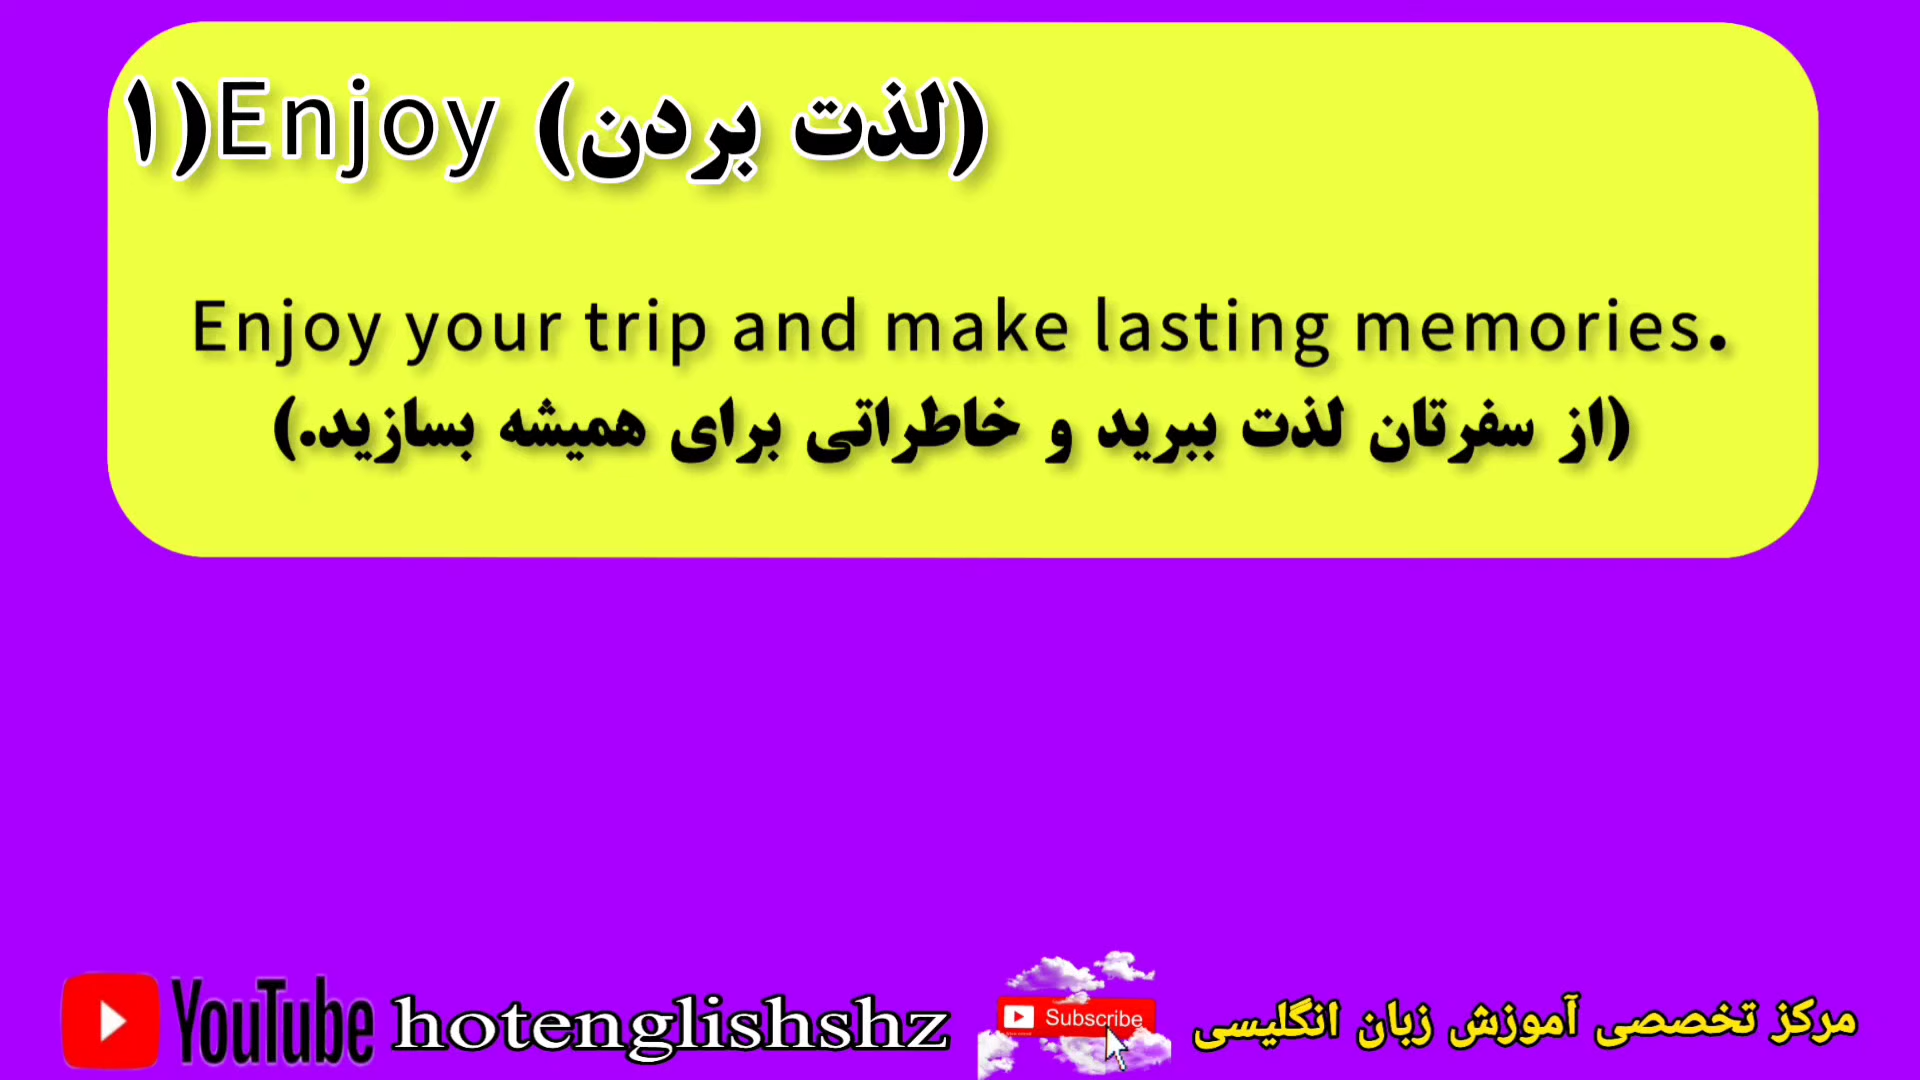 ۱)Enjoy (لذت بردن)
Enjoy your trip and make lasting memories.
(از سفرتان لذت ببرید و خاطراتی برای همیشه بسازید.)
YouTube hotenglishshz Subscribe مرکز تخصصی آموزش زبان انگلیسی